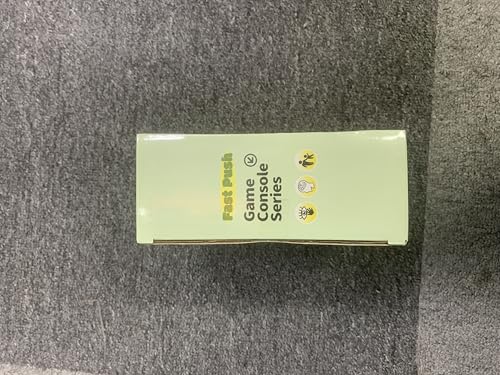 Fast Push
Game
Console
Series